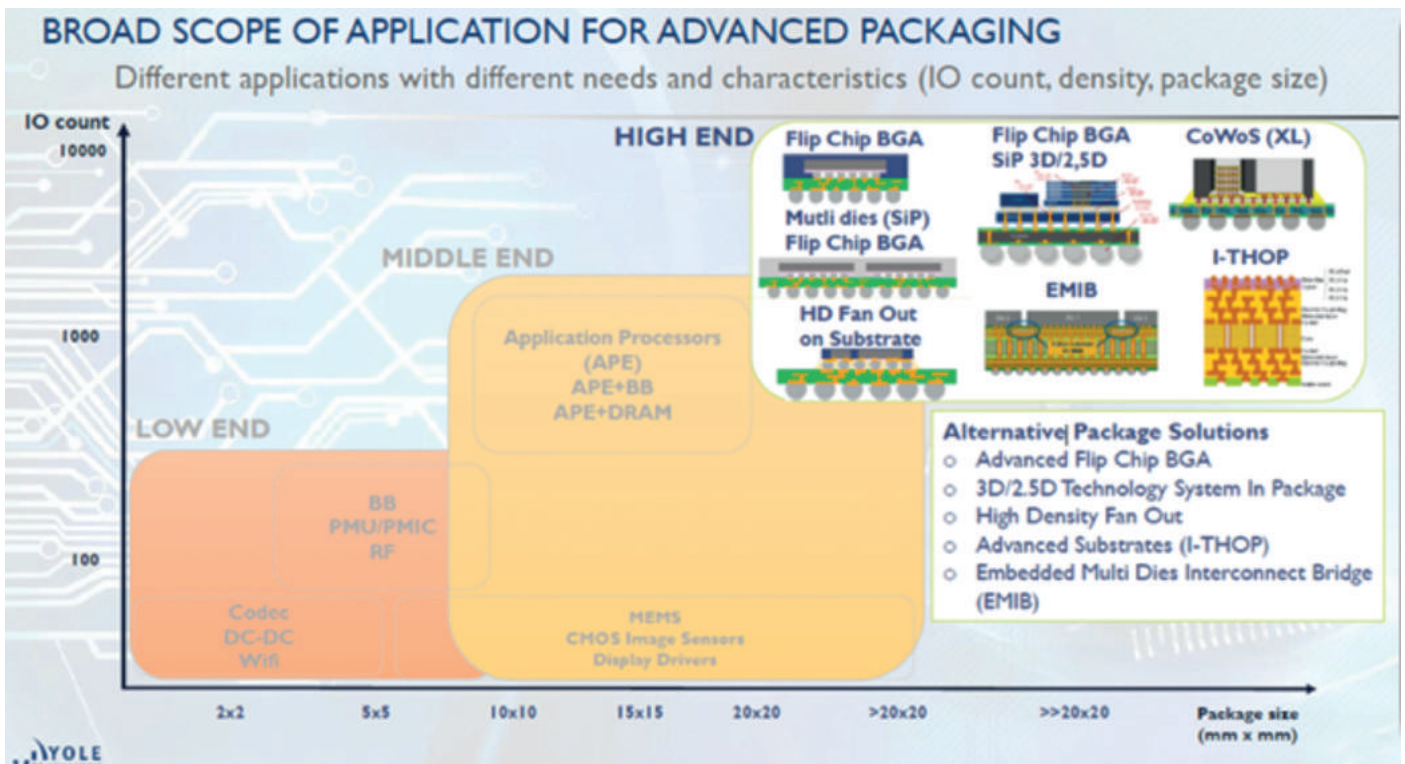 BROAD SCOPE OF APPLICATION FOR ADVANCED PACKAGING
Different applications with different needs and characteristics (IO count, density, package size)
IO count
10000
1000
100
HIGH END
Flip Chip BGA
Mutli dies (SiP)
Flip Chip BGA
HD Fan Out
on Substrate
Flip Chip BGA
SiP 3D/2,5D
EMIB
CoWoS (XL)
I-THOP
MIDDLE END
Application Processors
(APE)
APE+BB
APE+DRAM
LOW END
BB
PMU/PMIC
RF
Codec
DC-DC
Wifi
MEMS
CMOS Image Sensors
Display Drivers
Alternative Package Solutions
o Advanced Flip Chip BGA
o 3D/2.5D Technology System In Package
o High Density Fan Out
o Advanced Substrates (I-THOP)
o Embedded Multi Dies Interconnect Bridge
(EMIB)
2x2
5x5
10x10
15x15
20x20
>20x20
>>20x20
Package size
(mm x mm)
YOLE